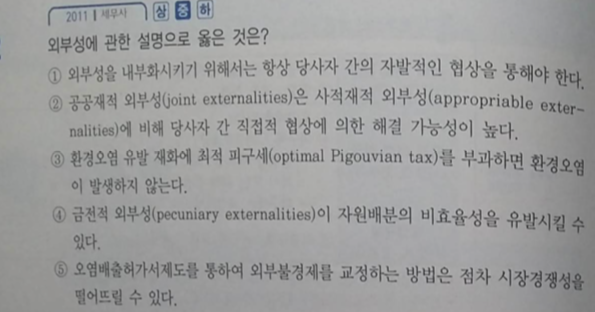 2011 | 세무사 상 중 하
외부성에 관한 설명으로 옳은 것은?
① 외부성을 내부화시키기 위해서는 항상 당사자 간의 자발적인 협상을 통해야 한다.
② 공공재적 외부성(joint externalities)은 사적재적 외부성(appropriable exter-
nalities)에 비해 당사자 간 직접적 협상에 의한 해결 가능성이 높다.
③ 환경오염 유발 재화에 최적 피구세(optimal Pigouvian tax)를 부과하면 환경오염
이 발생하지 않는다.
④ 금전적 외부성(pecuniary externalities)이 자원배분의 비효율성을 유발시킬 수
있다.
⑤ 오염배출허가서제도를 통하여 외부불경제를 교정하는 방법은 점차 시장경쟁성을
떨어뜨릴 수 있다.